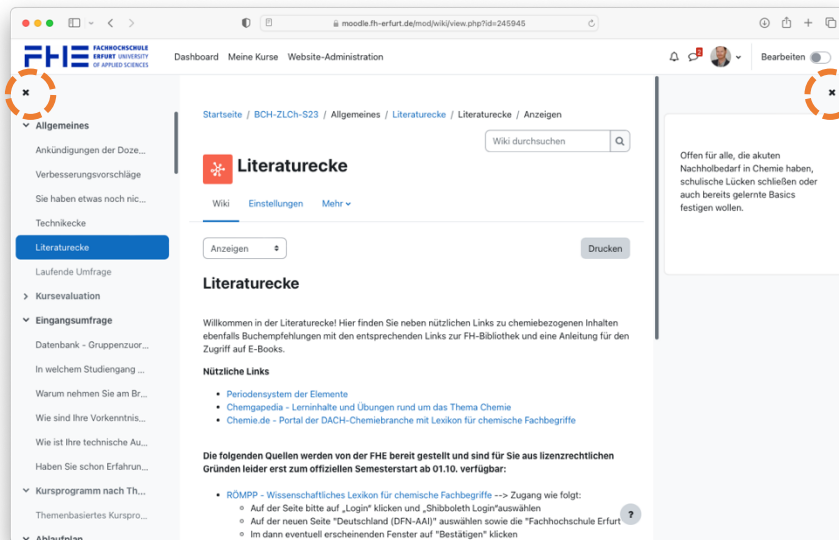 moodle.fh-erfurt.de/mod/wiki/view.php?id=245945
FHE FACHHOCHSCHULE
ERFURT UNIVERSITY
OF APPLIED SCIENCES
Dashboard Meine Kurse Website-Administration
Bearbeiten
Allgemeines
Ankündigungen der Doze...
Verbesserungsvorschläge
Sie haben etwas noch nic...
Technikecke
Literaturecke
Laufende Umfrage
Kursevaluation
Eingangsumfrage
Datenbank - Gruppenzuor...
In welchem Studiengang ...
Warum nehmen Sie am Br...
Wie sind Ihre Vorkenntnis...
Wie ist Ihre technische Au...
Haben Sie schon Erfahrun...
Kursprogramm nach Th...
Themenbasiertes Kurspro...
Ablaufplan
Startseite / BCH-ZLCh-S23 / Allgemeines / Literaturecke / Literaturecke / Anzeigen
Wiki durchsuchen
Literaturecke
Wiki Einstellungen Mehr
Anzeigen
Drucken
Literaturecke
Willkommen in der Literaturecke! Hier finden Sie neben nützlichen Links zu chemiebezogenen Inhalten
ebenfalls Buchempfehlungen mit den entsprechenden Links zur FH-Bibliothek und eine Anleitung für den
Zugriff auf E-Books.
Nützliche Links
• Periodensystem der Elemente
• Chemgapedia - Lerninhalte und Übungen rund um das Thema Chemie
• Chemie.de - Portal der DACH-Chemiebranche mit Lexikon für chemische Fachbegriffe
Die folgenden Quellen werden von der FHE bereit gestellt und sind für Sie aus lizenzrechtlichen
Gründen leider erst zum offiziellen Semesterstart ab 01.10. verfügbar:
• RÖMPP - Wissenschaftliches Lexikon für chemische Fachbegriffe --> Zugang wie folgt:
Auf der Seite bitte auf „Login" klicken und „Shibboleth Login"auswählen
Auf der neuen Seite "Deutschland (DFN-AAI)" auswählen sowie die "Fachhochschule Erfurt
Im dann eventuell erscheinenden Fenster auf "Bestätigen" klicken
?
Offen für alle, die akuten
Nachholbedarf in Chemie haben,
schulische Lücken schließen oder
auch bereits gelernte Basics
festigen wollen.